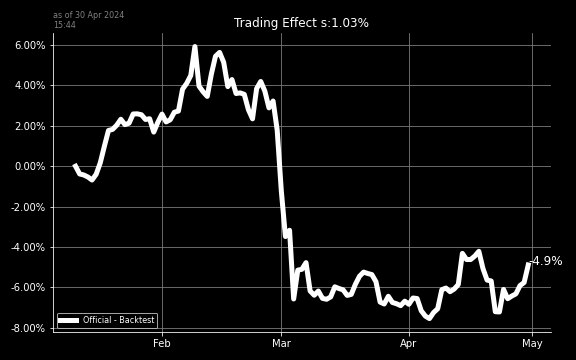 as of 30 Apr 2024
15:44
Trading Effect s:1.03%
6.00%
4.00%
2.00%
0.00%
-2.00%
-4.00%
-6.00%
-8.00%
-4.9%
Official - Backtest
Feb
Mar
Apr
May